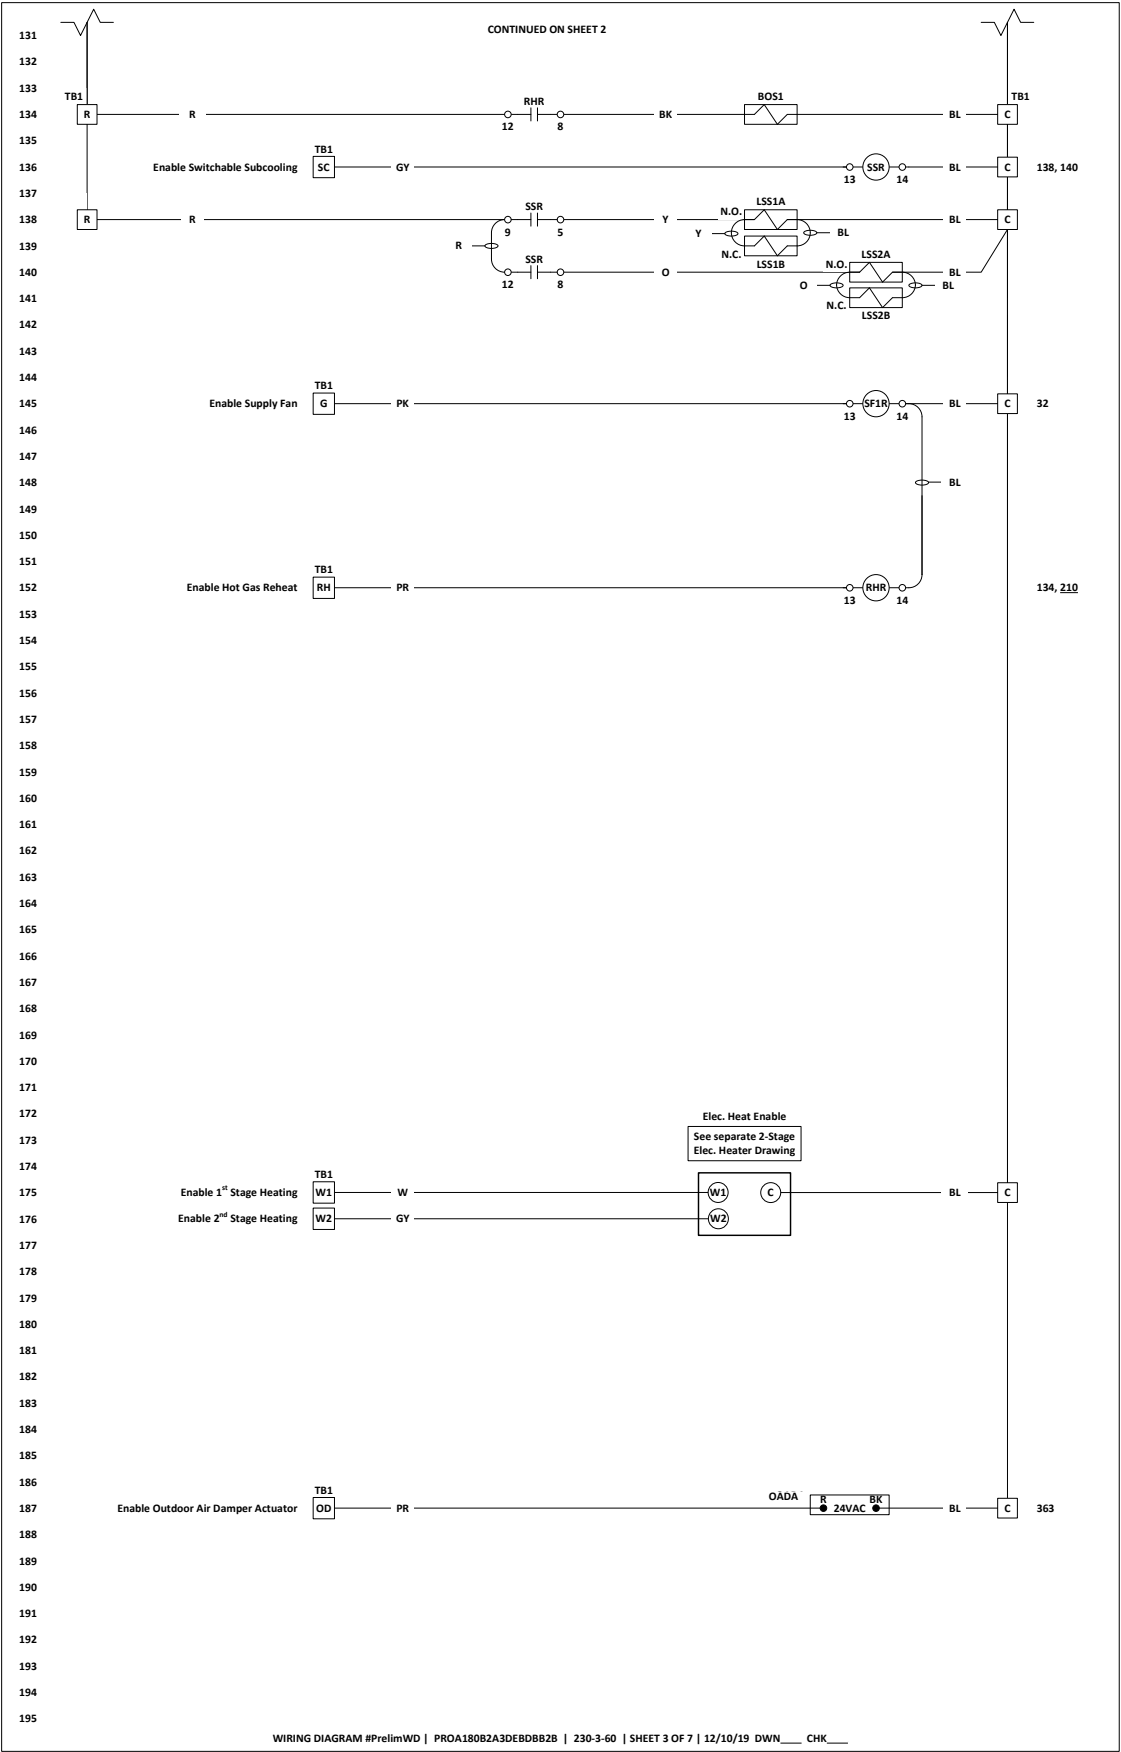 131 CONTINUED ON SHEET 2
132
133
TB1 RHR BOS1 TB1
134 R R 12 8 BK BL C
135
TB1
136 Enable Switchable Subcooling SC GY 13 SSR 14 BL C 138, 140
137
SSR LSS1A
138 R R 9 5 Y N.O. BL C
139 R Y N.C. LSS1B BL
SSR LSS2A
140 12 8 O N.O. BL
141 O N.C. LSS2B BL
142
143
144
TB1
145 Enable Supply Fan G PK 13 SF1R 14 BL C 32
146
147
148 BL
149
150
151
TB1
152 Enable Hot Gas Reheat RH PR 13 RHR 14 134, 210
153
154
155
156
157
158
159
160
161
162
163
164
165
166
167
168
169
170
171
172 Elec. Heat Enable
173 See separate 2-Stage
Elec. Heater Drawing
174
TB1
175 Enable 1st Stage Heating W1 W W1 C BL C
176 Enable 2nd Stage Heating W2 GY W2
177
178
179
180
181
182
183
184
185
186
TB1 OADA R BK
187 Enable Outdoor Air Damper Actuator OD PR 24VAC BL C 363
188
189
190
191
192
193
194
195
WIRING DIAGRAM #PrelimWD | PROA180B2A3DEBDBB2B | 230-3-60 | SHEET 3 OF 7 | 12/10/19 DWN____ CHK____